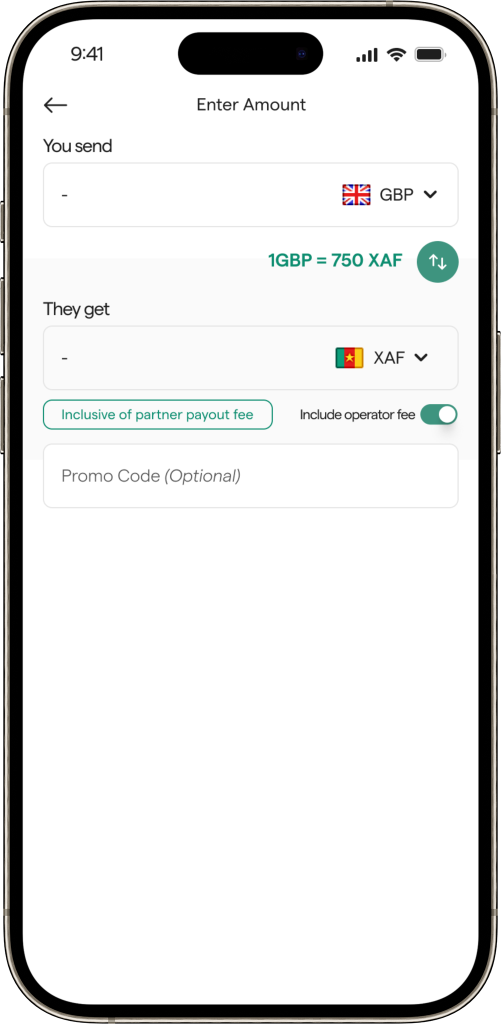 9:41
Enter Amount
You send
-
GBP
1GBP = 750 XAF
They get
-
XAF
Inclusive of partner payout fee
Include operator fee
Promo Code (Optional)